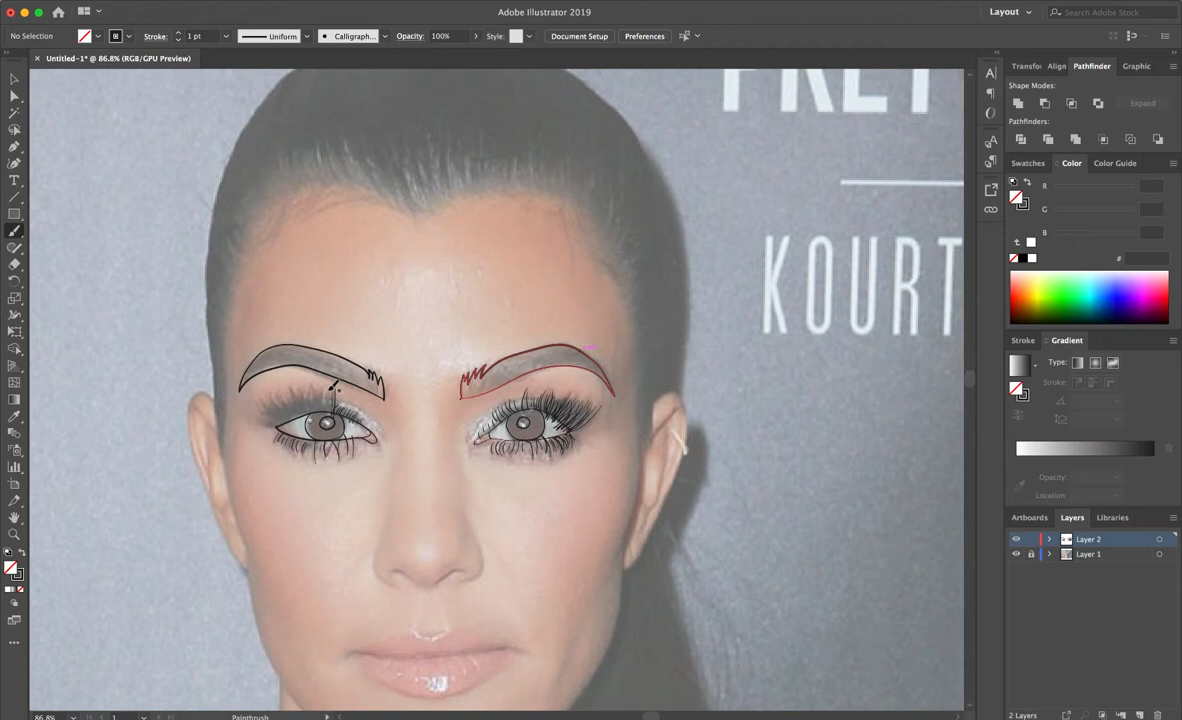 Adobe Illustrator 2019
Layout
Search Adobe Stock
No Selection
Stroke:
1 pt
Uniform
Calligraph...
Opacity:
100%
Style:
Document Setup
Preferences
Untitled-1* @ 86.8% (RGB/GPU Preview)
Transfo
Align
Pathfinder
Graphic
Shape Modes:
Expand
Pathfinders:
Swatches
Color
Color Guide
R
G
B
#
Stroke
Gradient
Type:
Stroke:
Opacity:
Location:
Artboards
Layers
Libraries
Layer 2
Layer 1
2 Layers
KOURT
86.8%
1
Paintbrush